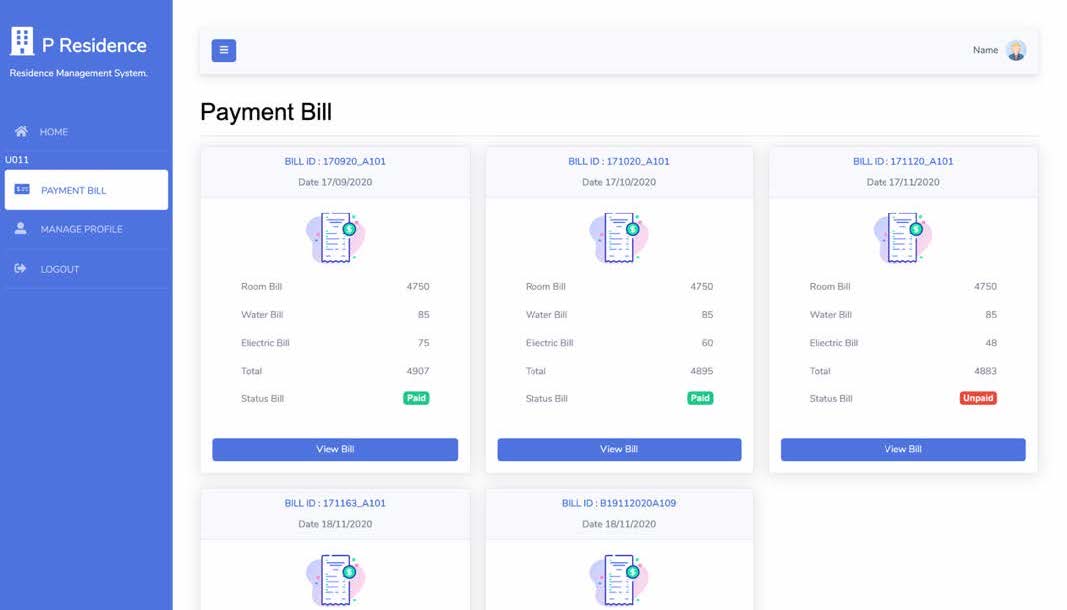 P Residence
Residence Management System.
HOME
U011
PAYMENT BILL
MANAGE PROFILE
LOGOUT
Name
Payment Bill
BILL ID : 170920_A101
Date 17/09/2020
Room Bill 4750
Water Bill 85
Eliectric Bill 75
Total 4907
Status Bill Paid
View Bill
BILL ID : 171020_A101
Date 17/10/2020
Room Bill 4750
Water Bill 85
Eiectric Bill 60
Total 4895
Status Bill Paid
View Bill
BILL ID : 171120_A101
Date 17/11/2020
Room Bill 4750
Water Bill 85
Eliectric Bill 48
Total 4883
Status Bill Unpaid
View Bill
BILL ID : 171163_A101
Date 18/11/2020
BILL ID : B19112020A109
Date 18/11/2020